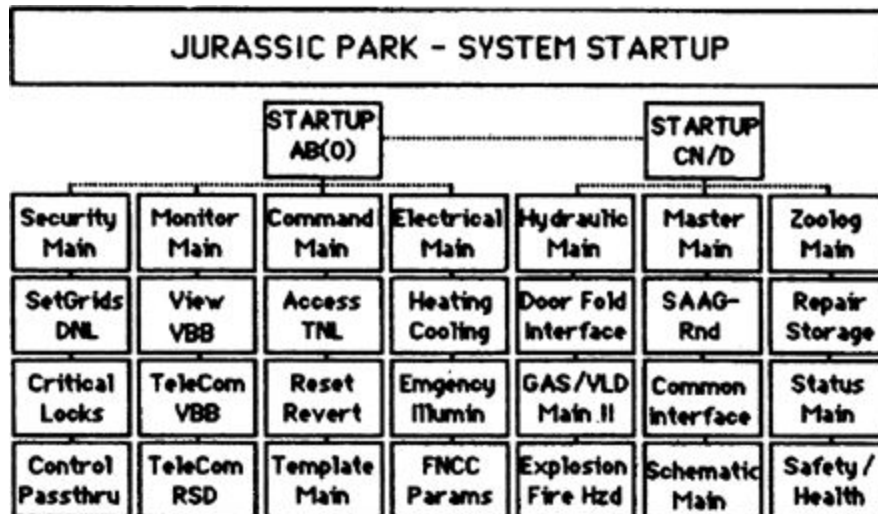 JURASSIC PARK - SYSTEM STARTUP
STARTUP
AB(0)
STARTUP
CN/D
Security
Main
Monitor
Main
Command
Main
Electrical
Main
Hydraulic
Main
Master
Main
Zoolog
Main
SetGrids
DNL
View
VBB
Access
TNL
Heating
Cooling
Door Fold
Interface
SAAG-
Rnd
Repair
Storage
Critical
Locks
TeleCom
VBB
Reset
Revert
Emgency
Illumin
GAS/VLD
Main II
Common
Interface
Status
Main
Control
Passthru
TeleCom
RSD
Template
Main
FNCC
Params
Explosion
Fire Hzd
Schematic
Main
Safety/
Health